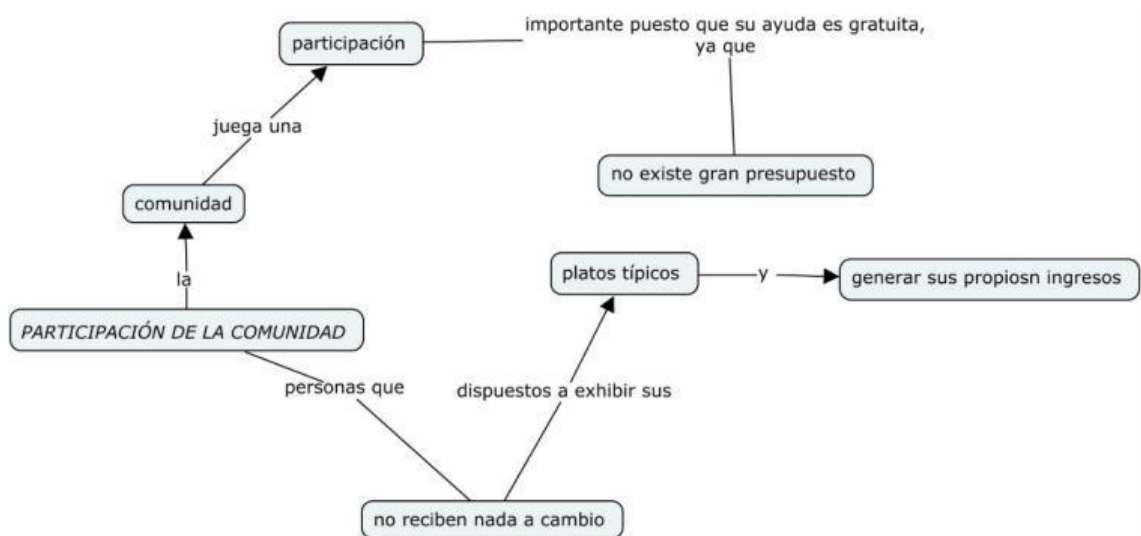 participación
importante puesto que su ayuda es gratuita,
ya que
juega una
no existe gran presupuesto
comunidad
la
platos típicos
y
generar sus propiosn ingresos
PARTICIPACIÓN DE LA COMUNIDAD
personas que
dispuestos a exhibir sus
no reciben nada a cambio